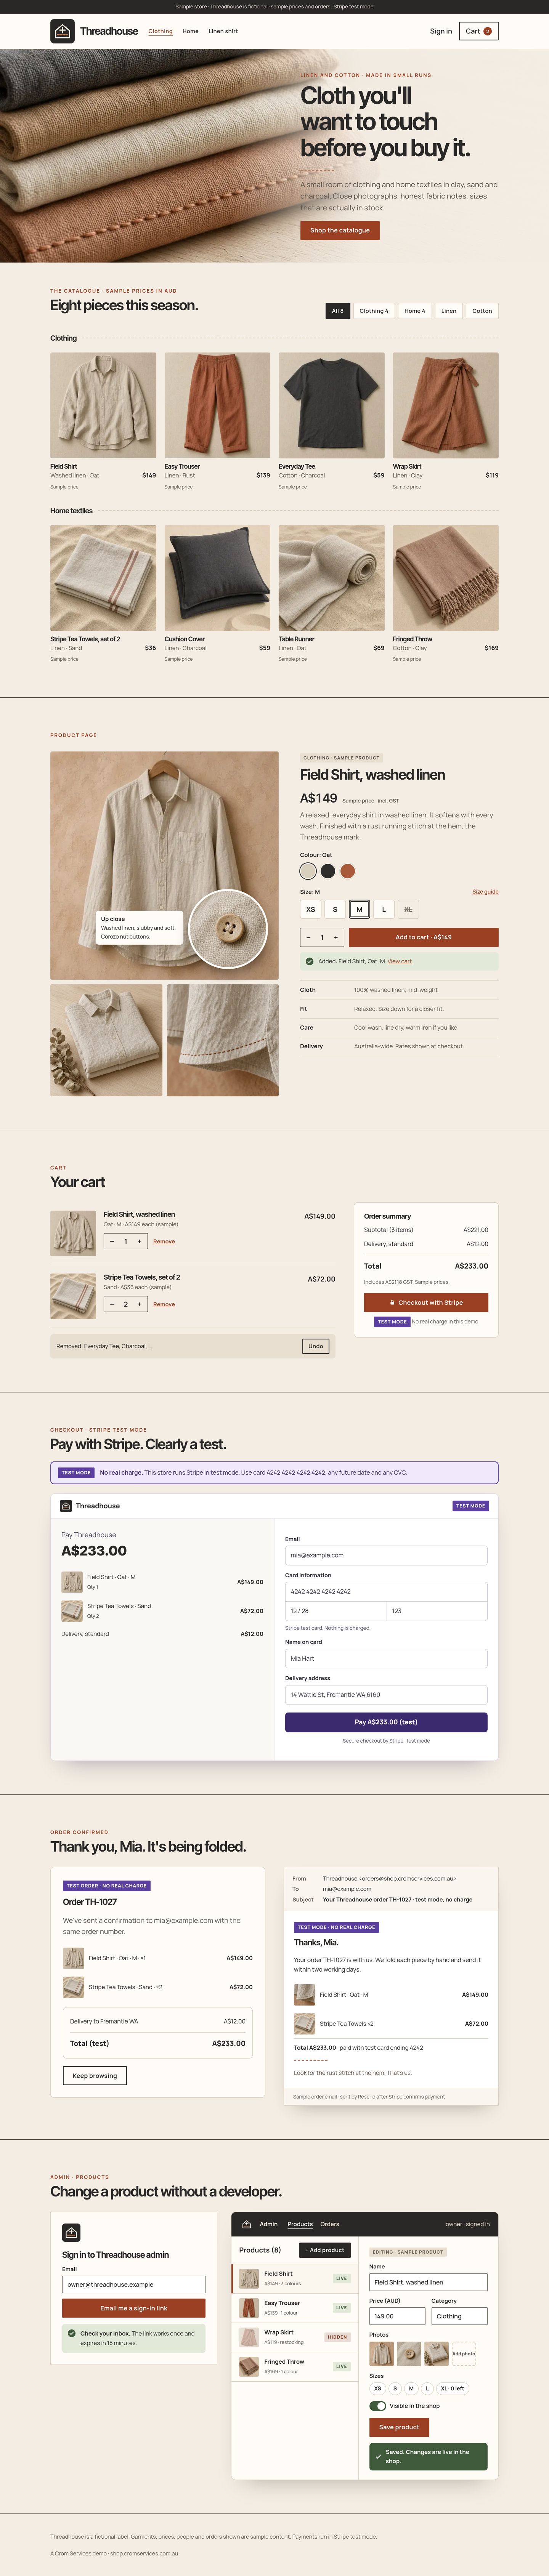 Sample store · Threadhouse is fictional · sample prices and orders · Stripe test mode
Threadhouse
Clothing
Home
Linen shirt
Sign in
Cart 3
LINEN AND COTTON · MADE IN SMALL RUNS
Cloth you'll
want to touch
before you buy it.
A small room of clothing and home textiles in clay, sand and
charcoal. Close photographs, honest fabric notes, sizes
that are actually in stock.
Shop the catalogue
THE CATALOGUE · SAMPLE PRICES IN AUD
Eight pieces this season.
All 8
Clothing 4
Home 4
Linen
Cotton
Clothing
Field Shirt
Washed linen · Oat
$149
Sample price
Easy Trouser
Linen · Rust
$139
Sample price
Everyday Tee
Cotton · Charcoal
$59
Sample price
Wrap Skirt
Linen · Clay
$119
Sample price
Home textiles
Stripe Tea Towels, set of 2
Linen · Sand
$36
Sample price
Cushion Cover
Linen · Charcoal
$59
Sample price
Table Runner
Linen · Oat
$69
Sample price
Fringed Throw
Cotton · Clay
$169
Sample price
PRODUCT PAGE
Up close
Washed linen, slubby and soft.
Corozo nut buttons.
CLOTHING · SAMPLE PRODUCT
Field Shirt, washed linen
A$149 Sample price · incl. GST
A relaxed, everyday shirt in washed linen. It softens with every
wash. Finished with a rust running stitch at the hem, the
Threadhouse mark.
Colour: Oat
Size: M
Size guide
XS
S
M
L
XL
− 1 +
Add to cart · A$149
Added: Field Shirt, Oat, M. View cart
Cloth
100% washed linen, mid-weight
Fit
Relaxed. Size down for a closer fit.
Care
Cool wash, line dry, warm iron if you like
Delivery
Australia-wide. Rates shown at checkout.
CART
Your cart
Field Shirt, washed linen
A$149.00
Oat · M · A$149 each (sample)
− 1 +
Remove
Stripe Tea Towels, set of 2
A$72.00
Sand · A$36 each (sample)
− 2 +
Remove
Removed: Everyday Tee, Charcoal, L.
Undo
Order summary
Subtotal (3 items)
A$221.00
Delivery, standard
A$12.00
Total
A$233.00
Includes A$21.18 GST. Sample prices.
Checkout with Stripe
TEST MODE No real charge in this demo
CHECKOUT · STRIPE TEST MODE
Pay with Stripe. Clearly a test.
TEST MODE
No real charge. This store runs Stripe in test mode. Use card 4242 4242 4242 4242, any future date and any CVC.
Threadhouse
TEST MODE
Pay Threadhouse
A$233.00
Field Shirt · Oat · M
Qty 1
A$149.00
Stripe Tea Towels · Sand
Qty 2
A$72.00
Delivery, standard
A$12.00
Email
mia@example.com
Card information
4242 4242 4242 4242
12 / 28
123
Stripe test card. Nothing is charged.
Name on card
Mia Hart
Delivery address
14 Wattle St, Fremantle WA 6160
Pay A$233.00 (test)
Secure checkout by Stripe · test mode
ORDER CONFIRMED
Thank you, Mia. It's being folded.
TEST ORDER · NO REAL CHARGE
Order TH-1027
We've sent a confirmation to mia@example.com with the
same order number.
Field Shirt · Oat · M · ×1
A$149.00
Stripe Tea Towels · Sand · ×2
A$72.00
Delivery to Fremantle WA
A$12.00
Total (test)
A$233.00
Keep browsing
From
Threadhouse <orders@shop.cromservices.com.au>
To
mia@example.com
Subject
Your Threadhouse order TH-1027 · test mode, no charge
TEST MODE · NO REAL CHARGE
Thanks, Mia.
Your order TH-1027 is with us. We fold each piece by hand and send it
within two working days.
Field Shirt · Oat · M
A$149.00
Stripe Tea Towels ×2
A$72.00
Total A$233.00 · paid with test card ending 4242
Look for the rust stitch at the hem. That's us.
Sample order email · sent by Resend after Stripe confirms payment
ADMIN · PRODUCTS
Change a product without a developer.
Sign in to Threadhouse admin
Email
owner@threadhouse.example
Email me a sign-in link
Check your inbox. The link works once and
expires in 15 minutes.
Admin
Products
Orders
owner · signed in
Products (8)
+ Add product
Field Shirt
A$149 · 3 colours
LIVE
Easy Trouser
A$139 · 1 colour
LIVE
Wrap Skirt
A$119 · restocking
HIDDEN
Fringed Throw
A$169 · 1 colour
LIVE
EDITING · SAMPLE PRODUCT
Name
Field Shirt, washed linen
Price (AUD)
Category
149.00
Clothing
Photos
Add photo
Sizes
XS
S
M
L
XL · 0 left
Visible in the shop
Save product
Saved. Changes are live in the
shop.
Threadhouse is a fictional label. Garments, prices, people and orders shown are sample content. Payments run in Stripe test mode.
A Crom Services demo · shop.cromservices.com.au